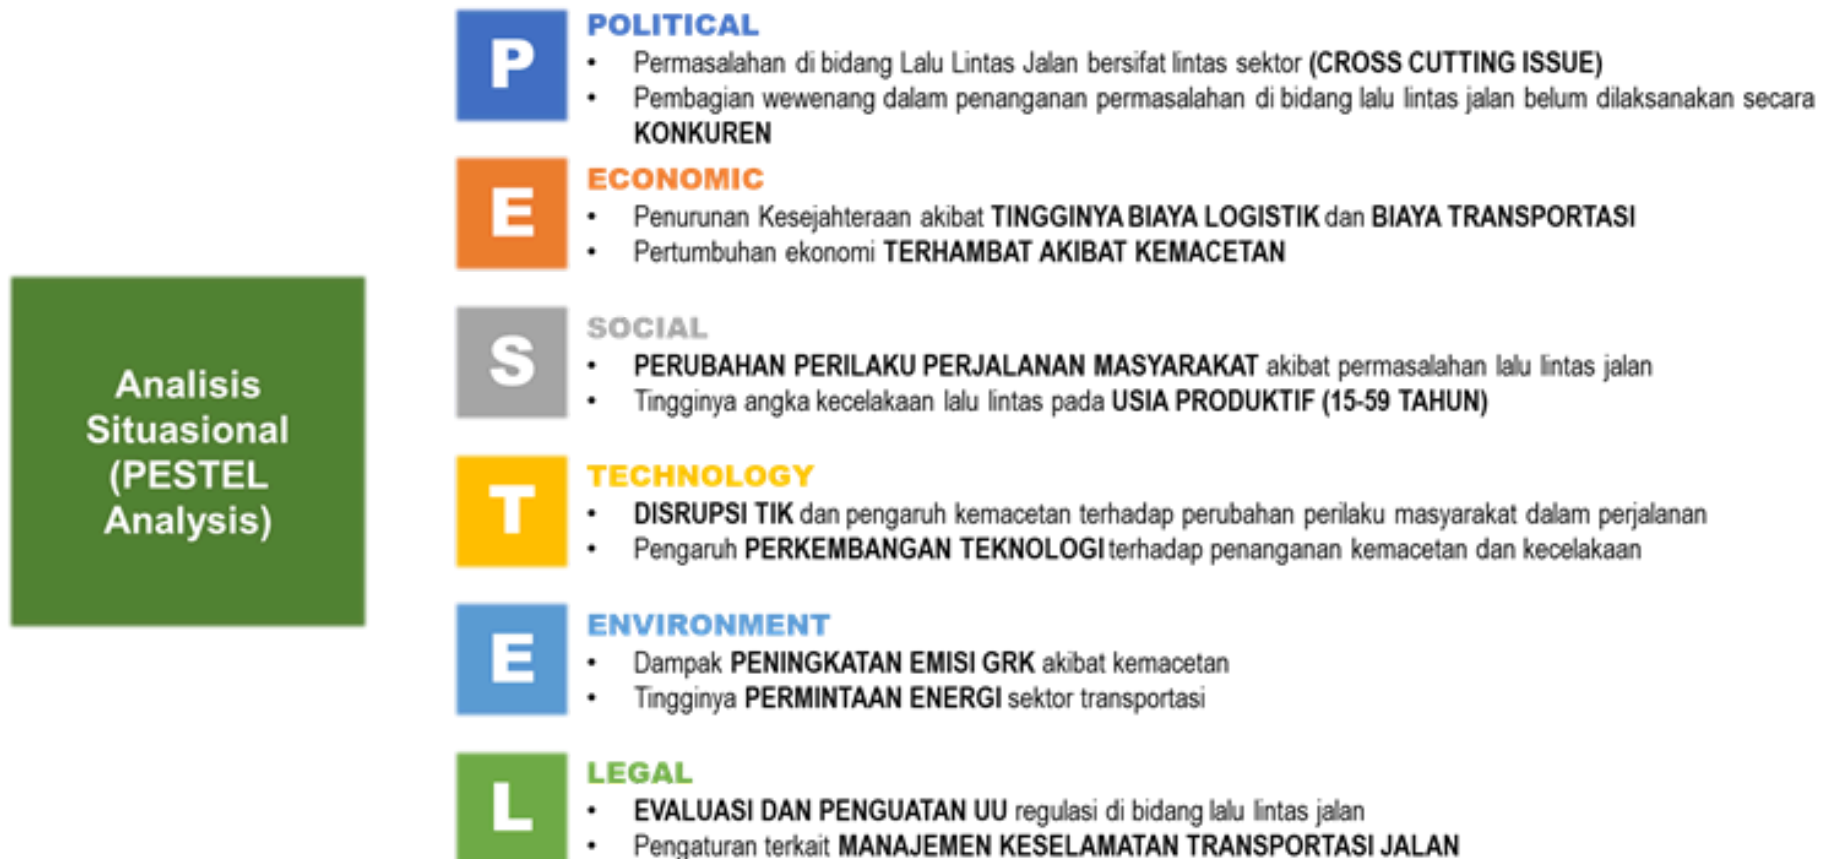 Analisis
Situasional
(PESTEL
Analysis)
P
POLITICAL
• Permasalahan di bidang Lalu Lintas Jalan bersifat lintas sektor (CROSS CUTTING ISSUE)
• Pembagian wewenang dalam penanganan permasalahan di bidang lalu lintas jalan belum dilaksanakan secara
KONKUREN
E
ECONOMIC
• Penurunan Kesejahteraan akibat TINGGINYA BIAYA LOGISTIK dan BIAYA TRANSPORTASI
• Pertumbuhan ekonomi TERHAMBAT AKIBAT KEMACETAN
S
SOCIAL
• PERUBAHAN PERILAKU PERJALANAN MASYARAKAT akibat permasalahan lalu lintas jalan
• Tingginya angka kecelakaan lalu lintas pada USIA PRODUKTIF (15-59 TAHUN)
T
TECHNOLOGY
• DISRUPSI TIK dan pengaruh kemacetan terhadap perubahan perilaku masyarakat dalam perjalanan
• Pengaruh PERKEMBANGAN TEKNOLOGI terhadap penanganan kemacetan dan kecelakaan
E
ENVIRONMENT
• Dampak PENINGKATAN EMISI GRK akibat kemacetan
• Tingginya PERMINTAAN ENERGI sektor transportasi
L
LEGAL
• EVALUASI DAN PENGUATAN UU regulasi di bidang lalu lintas jalan
• Pengaturan terkait MANAJEMEN KESELAMATAN TRANSPORTASI JALAN